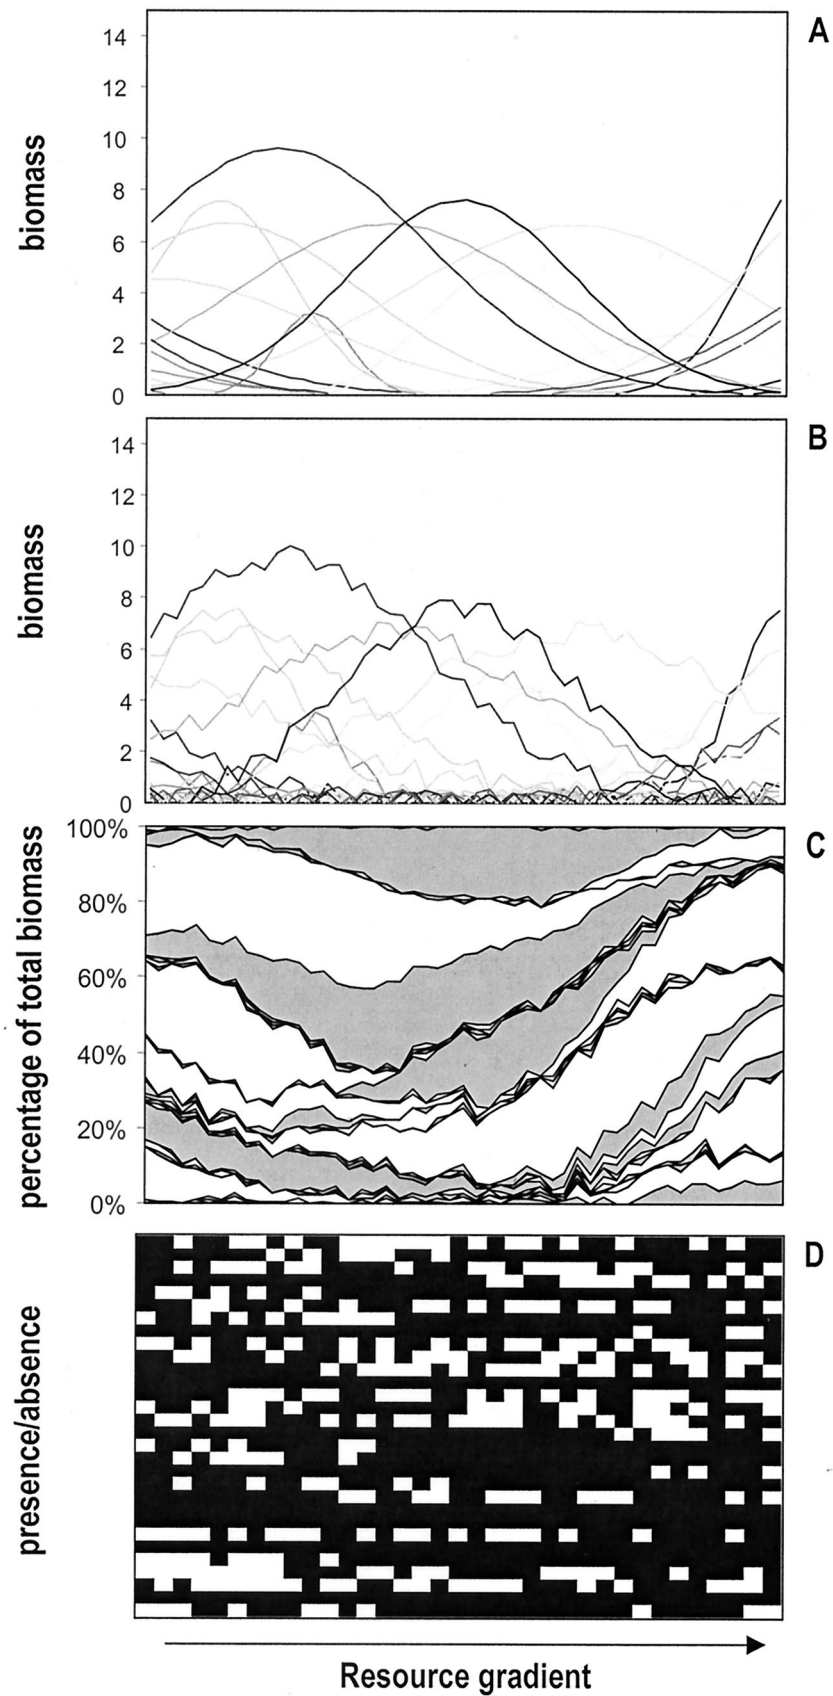 A
14
12
10
8
6
4
2
0
biomass
B
14
12
10
8
6
4
2
0
biomass
C
100%
80%
60%
40%
20%
0%
percentage of total biomass
D
presence/absence
Resource gradient